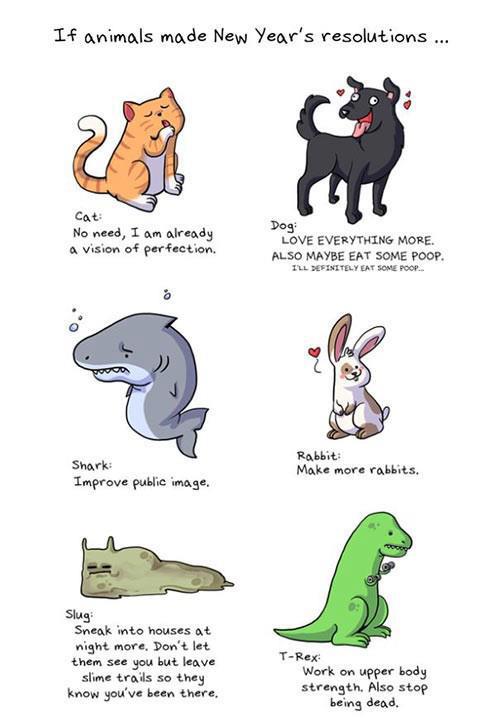 If animals made New Year's resolutions ...
Cat:
No need, I am already
a vision of perfection.
Dog:
LOVE EVERYTHING MORE.
ALSO MAYBE EAT SOME POOP.
I'LL DEFINITELY EAT SOME POOP...
Shark:
Improve public image.
Rabbit:
Make more rabbits.
Slug:
Sneak into houses at
night more. Don't let
them see you but leave
slime trails so they
know you've been there.
T-Rex:
Work on upper body
strength. Also stop
being dead.